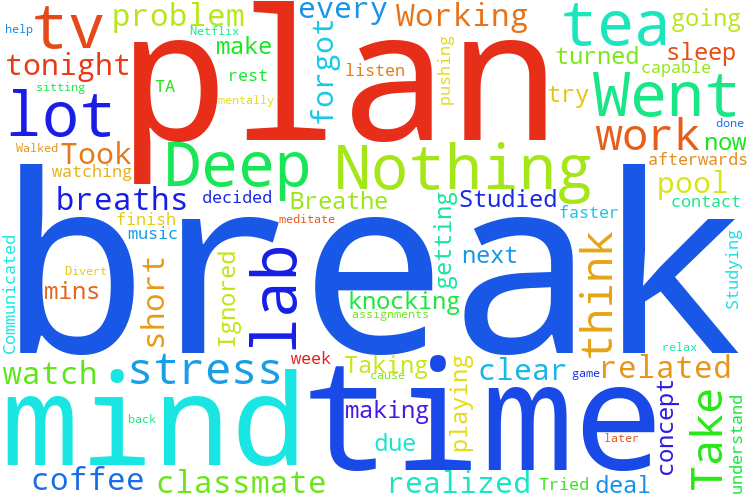 help
tv
problem
every
Working
tea
going
plan
Netflix
make
forgot
turned
sleep
tonight
TA
rest
listen
pushing
capable
sitting
mentally
try
Went
lot
work
done
now
Walked
Took
Deep
Nothing
afterwards
watching
pool
breaths
decided
Breathe
Studied
contact
finish
meditate
faster
music
break
Communicated
short
Ignored
lab
getting
next
think
Studying
Divert
mins
knocking
assignments
relax
watch
stress
week
Taking
cause
playing
clear
game
related
mind
time
making
concept
Take
understand
back
due
later
coffee
classmate
realized
Tried
deal